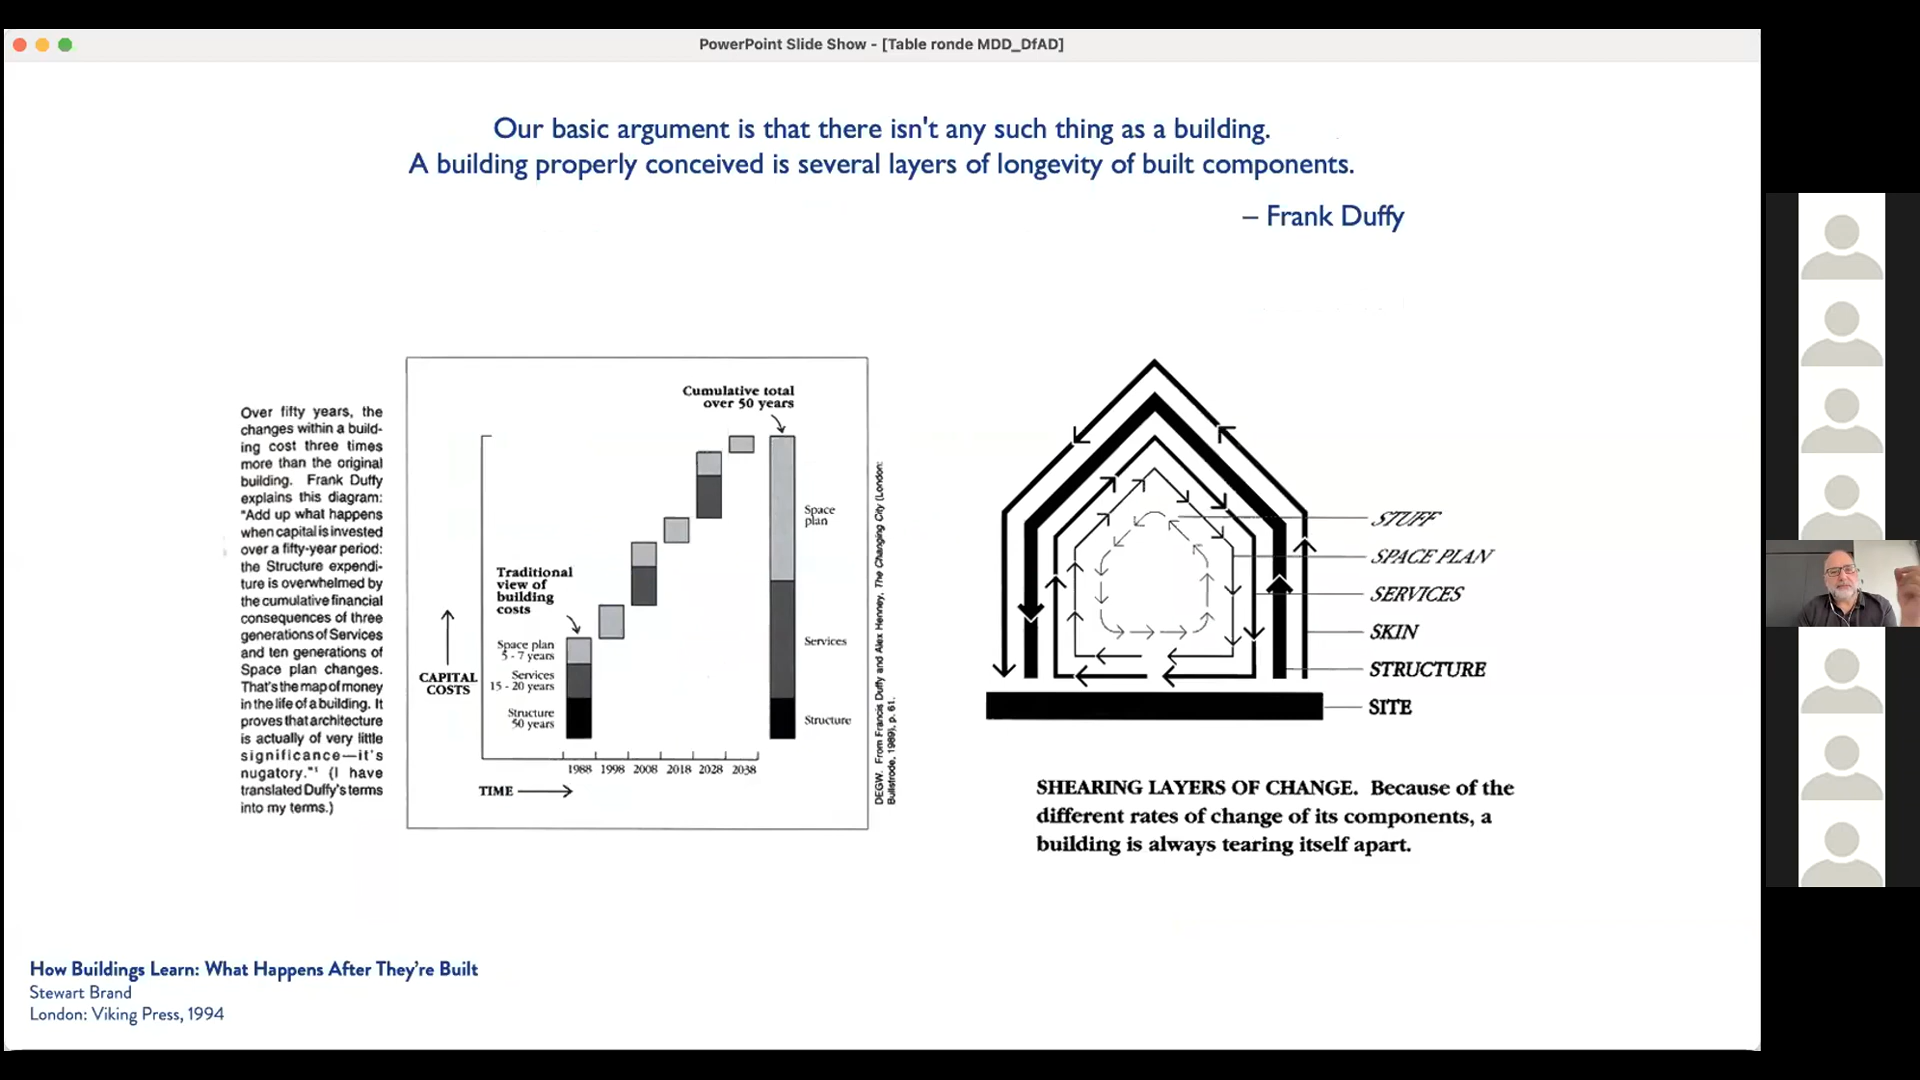 PowerPoint Slide Show - [Table ronde MDD_DfAD]
Our basic argument is that there isn't any such thing as a building.
A building properly conceived is several layers of longevity of built components.
– Frank Duffy
Over fifty years, the
changes within a build-
ing cost three times
more than the original
building. Frank Duffy
explains this diagram:
"Add up what happens
when capital is invested
over a fifty-year period:
the Structure expendi-
ture is overwhelmed by
the cumulative financial
consequences of three
generations of Services
and ten generations of
Space plan changes.
That's the map of money
in the life of a building. It
proves that architecture
is actually of very little
significance—it's
nugatory."¹ (I have
translated Duffy's terms
into my terms.)
Cumulative total
over 50 years
Traditional
view of
building
costs
Space plan
5 - 7 years
Services
15 - 20 years
Structure
50 years
CAPITAL
COSTS
Space
plan
Services
Structure
1988 1998 2008 2018 2028 2038
TIME
DEGW. From Francis Duffy and Alex Henney, The Changing City (London:
Bulstrode, 1989), p. 61.
STUFF
SPACE PLAN
SERVICES
SKIN
STRUCTURE
SITE
SHEARING LAYERS OF CHANGE. Because of the
different rates of change of its components, a
building is always tearing itself apart.
How Buildings Learn: What Happens After They're Built
Stewart Brand
London: Viking Press, 1994